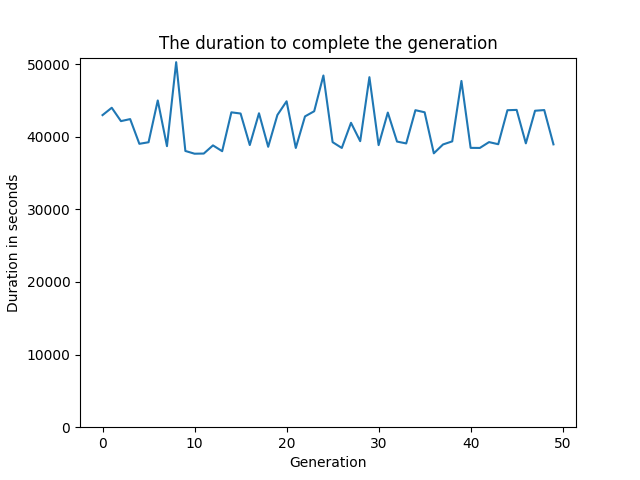 The duration to complete the generation
50000
40000
30000
20000
10000
0
Duration in seconds
0 10 20 30 40 50
Generation